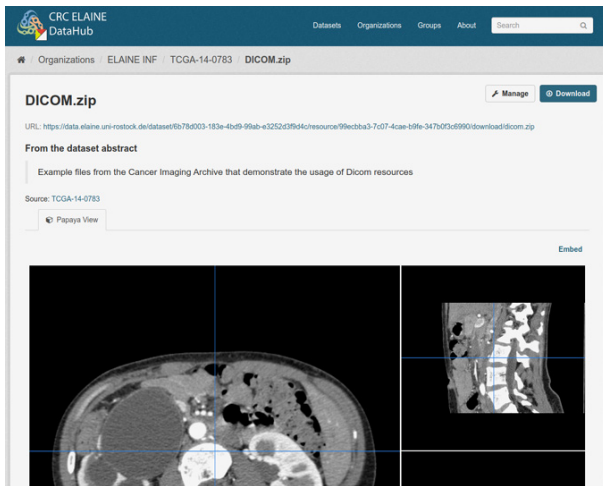 CRC ELAINE
DataHub
Datasets Organizations Groups About Search
/ Organizations / ELAINE INF / TCGA-14-0783 / DICOM.zip
Manage Download
DICOM.zip
URL: https://data.elaine.uni-rostock.de/dataset/6b78d003-183e-4bd9-99ab-e3252d3f9d4c/resource/99ecbba3-7c07-4cae-b9fe-347b0f3c6990/download/dicom.zip
From the dataset abstract
Example files from the Cancer Imaging Archive that demonstrate the usage of Dicom resources
Source: TCGA-14-0783
Papaya View
Embed